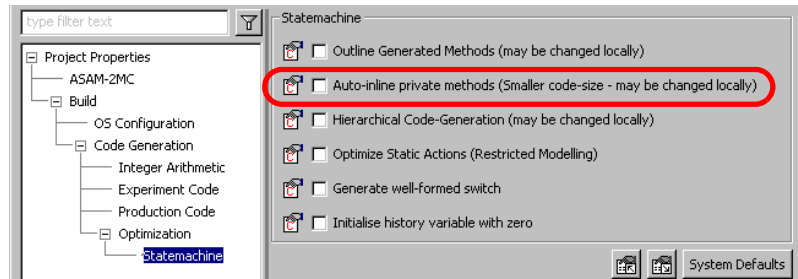 type filter text
Project Properties
ASAM-2MC
Build
OS Configuration
Code Generation
Integer Arithmetic
Experiment Code
Production Code
Optimization
Statemachine
Statemachine
Outline Generated Methods (may be changed locally)
Auto-inline private methods (Smaller code-size - may be changed locally)
Hierarchical Code-Generation (may be changed locally)
Optimize Static Actions (Restricted Modelling)
Generate well-formed switch
Initialise history variable with zero
System Defaults